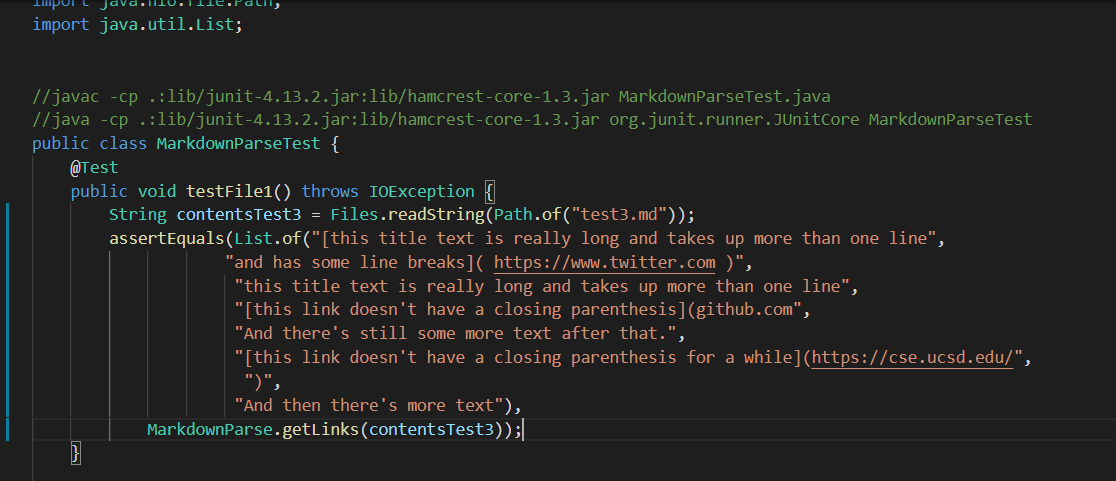 import java.nio.file.Path;
import java.util.List;
//javac -cp .:lib/junit-4.13.2.jar:lib/hamcrest-core-1.3.jar MarkdownParseTest.java
//java -cp .:lib/junit-4.13.2.jar:lib/hamcrest-core-1.3.jar org.junit.runner.JUnitCore MarkdownParseTest
public class MarkdownParseTest {
@Test
public void testFile1() throws IOException {
String contentsTest3 = Files.readString(Path.of("test3.md"));
assertEquals(List.of("[this title text is really long and takes up more than one line",
"and has some line breaks]( https://www.twitter.com )",
"this title text is really long and takes up more than one line",
"[this link doesn't have a closing parenthesis](github.com",
"And there's still some more text after that.",
"[this link doesn't have a closing parenthesis for a while](https://cse.ucsd.edu/",
")",
"And then there's more text"),
MarkdownParse.getLinks(contentsTest3));
}